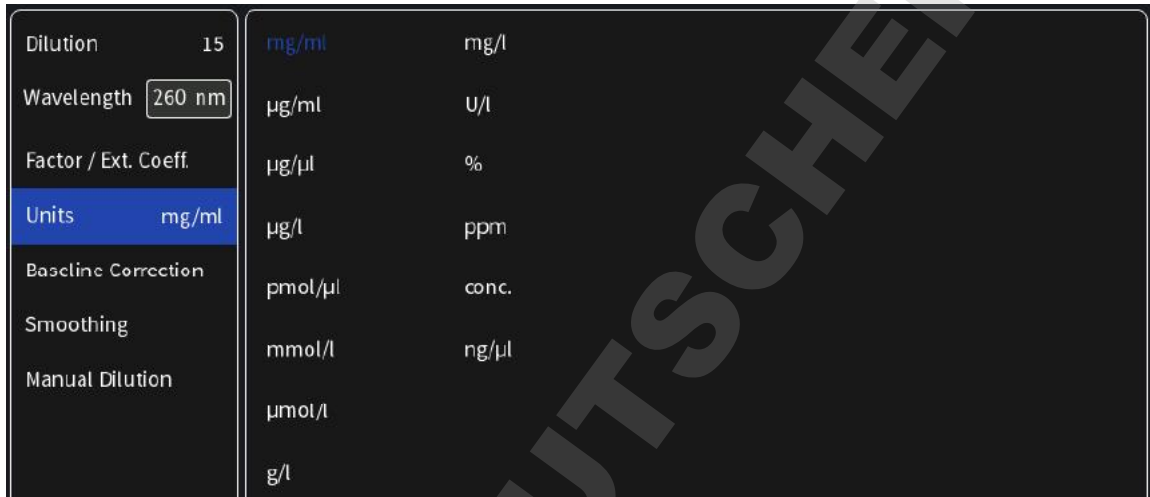 Dilution 15
Wavelength 260 nm
Factor / Ext. Coeff.
Units mg/ml
Baseline Correction
Smoothing
Manual Dilution
mg/ml mg/l
µg/ml U/l
µg/µl %
µg/l ppm
pmol/µl conc.
mmol/l ng/µl
µmol/l
g/l
UTSCHE